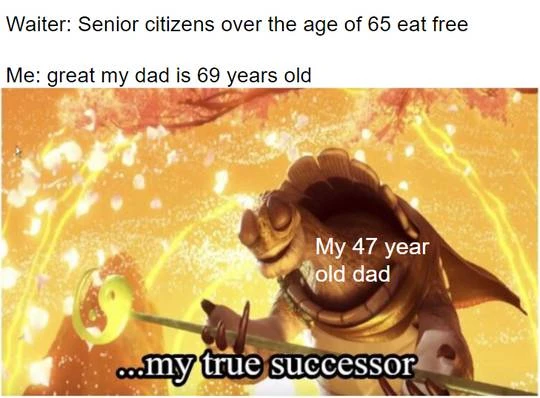 Waiter: Senior citizens over the age of 65 eat free
Me: great my dad is 69 years old
My 47 year
old dad
...my true successor